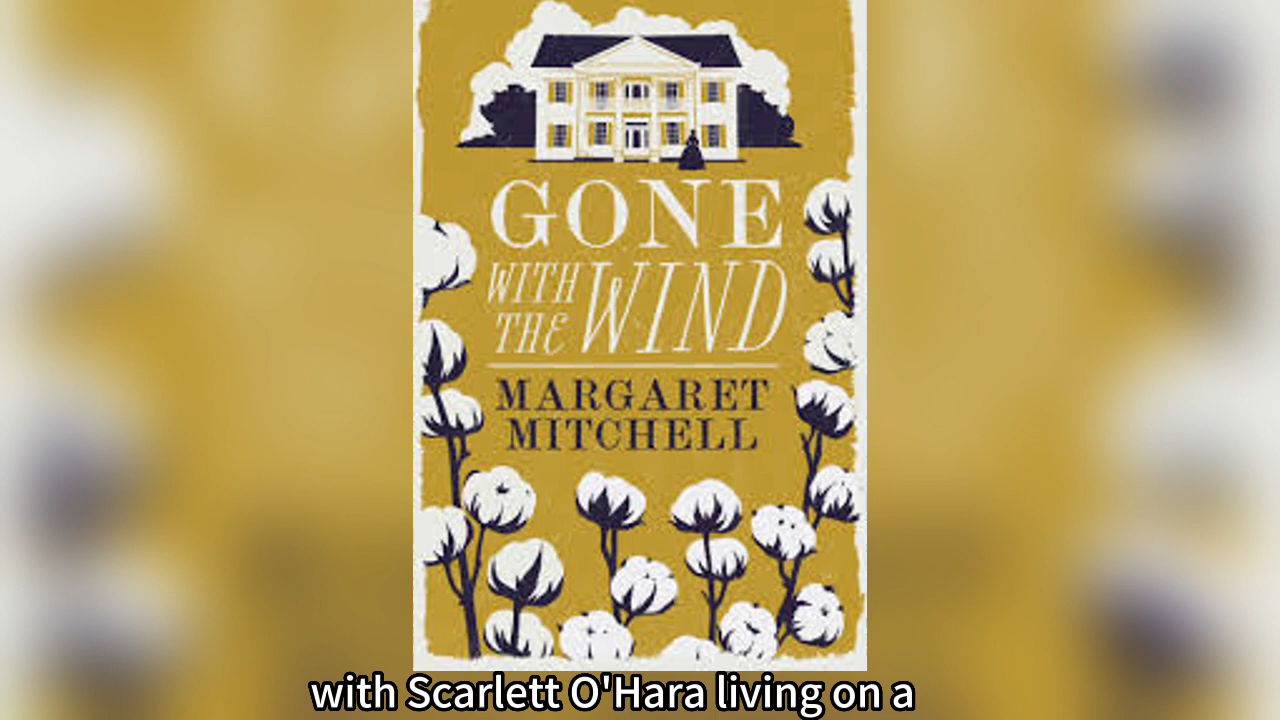 GONE
WITH
THE WIND
MARGARET
MITCHELL
with Scarlett O'Hara living on a